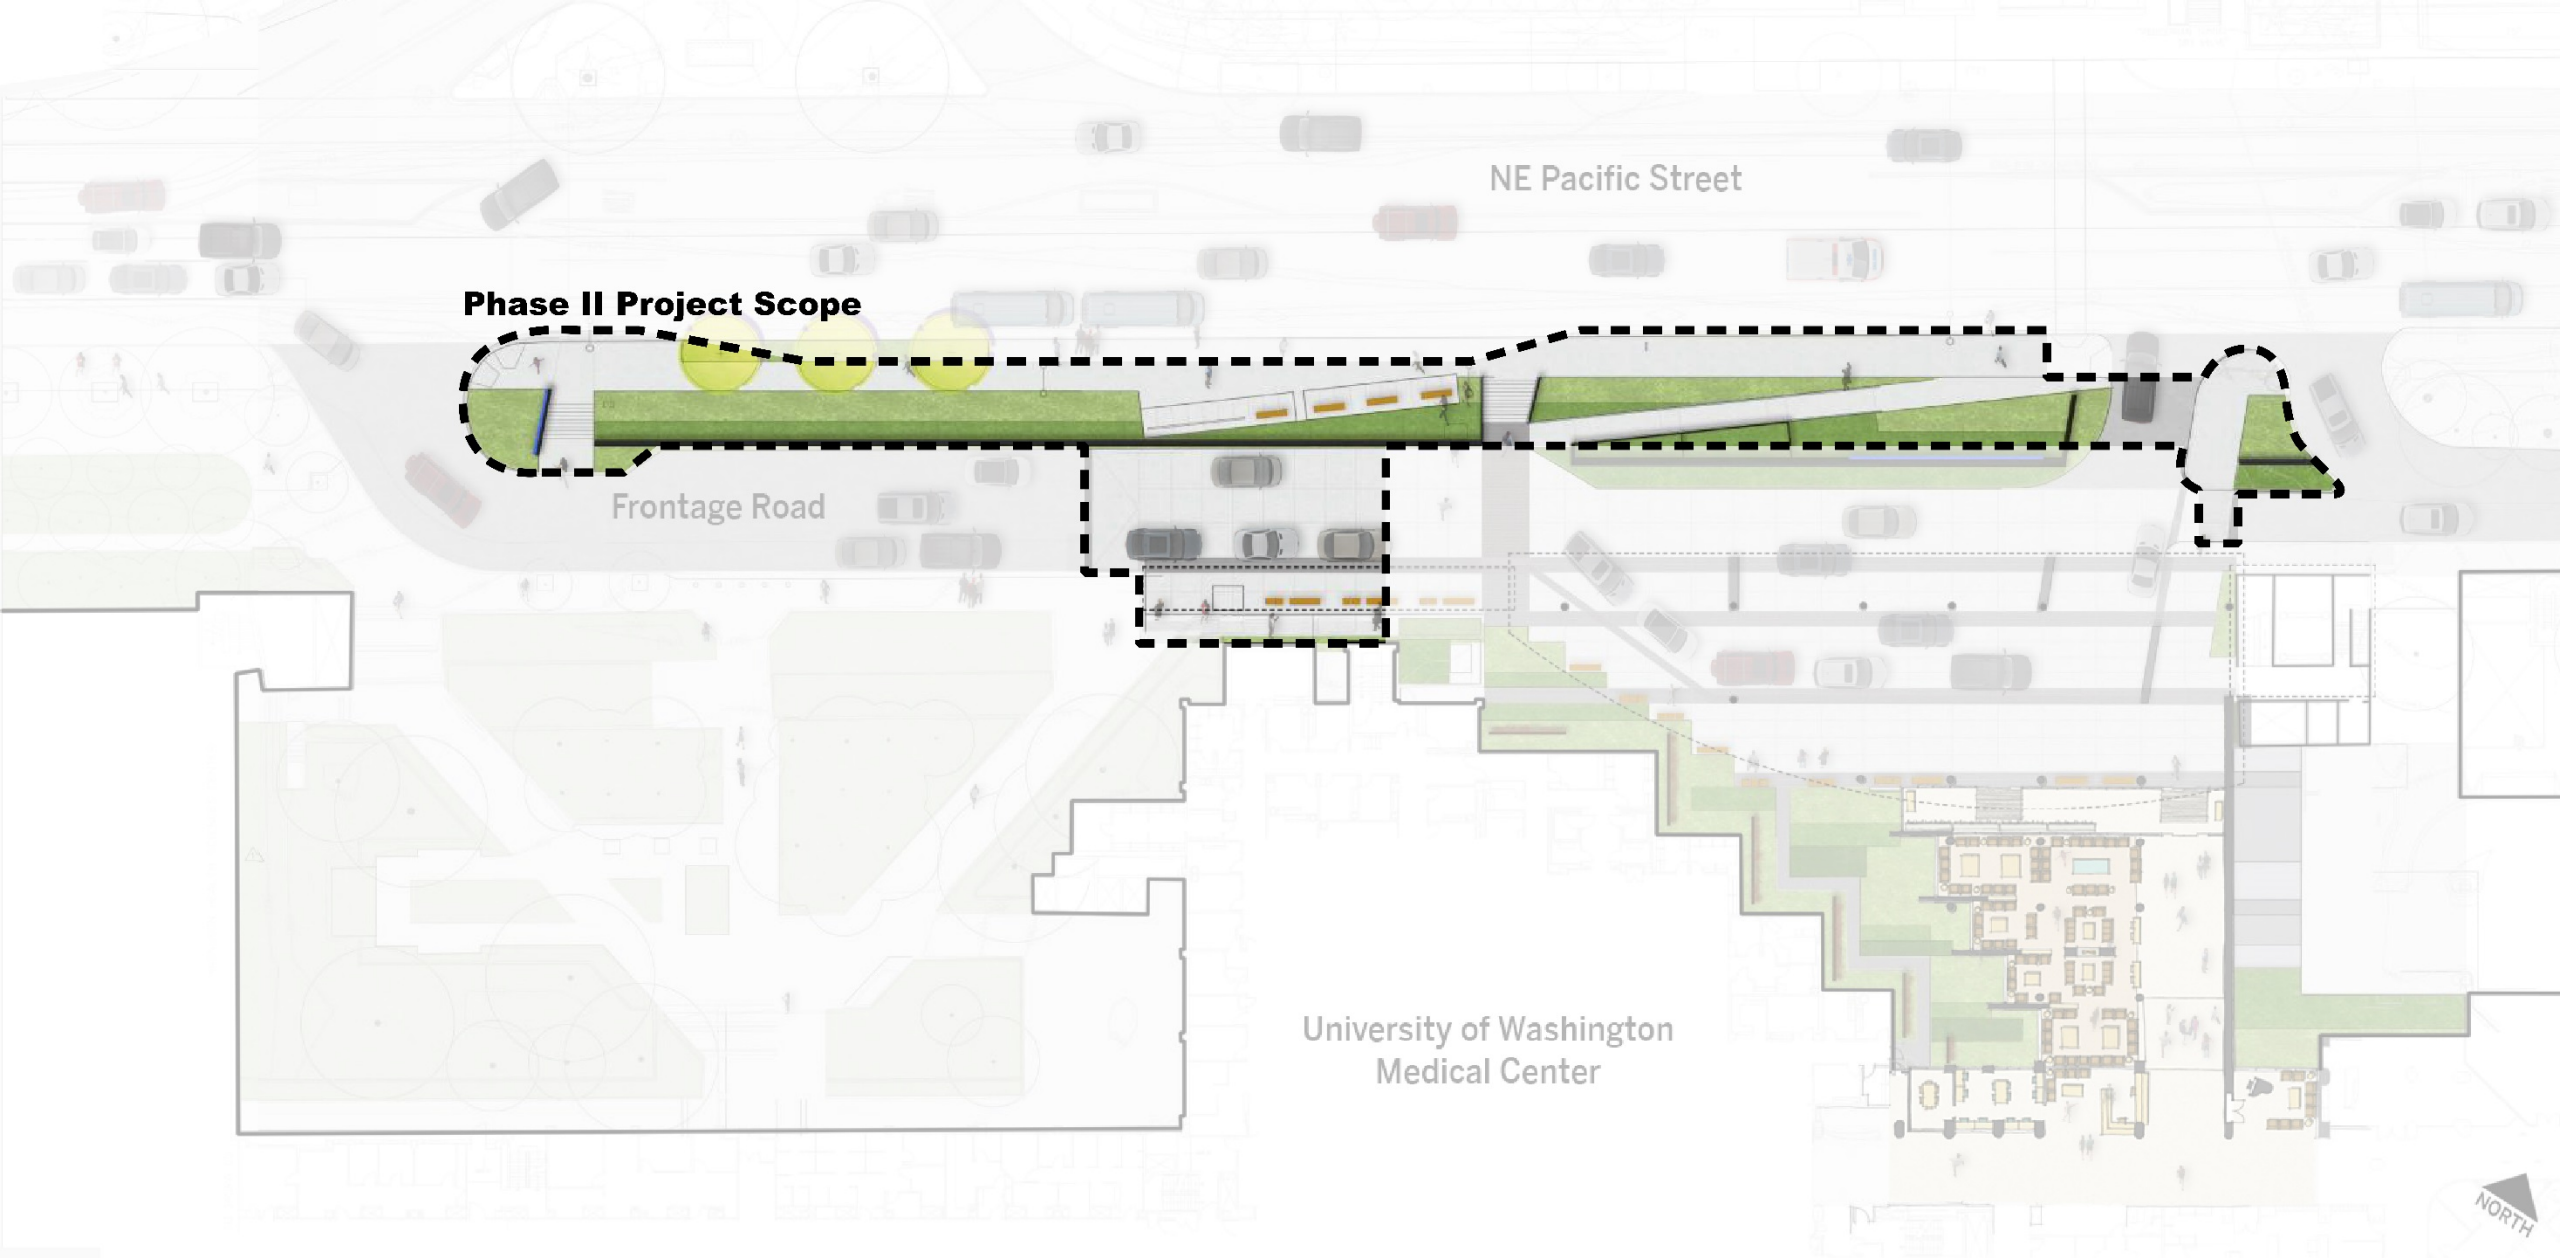 NE Pacific Street
Phase II Project Scope
Frontage Road
University of Washington
Medical Center
NORTH